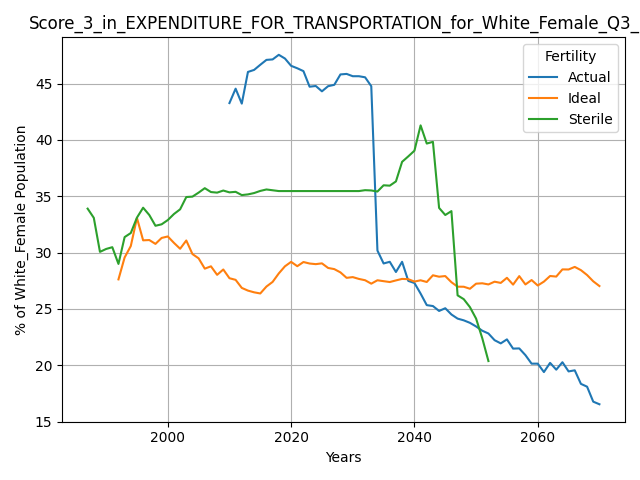 Score_3_in_EXPENDITURE_FOR_TRANSPORTATION_for_White_Female_Q3_
Fertility
Actual
Ideal
Sterile
% of White_Female Population
45
40
35
30
25
20
15
2000 2020 2040 2060
Years